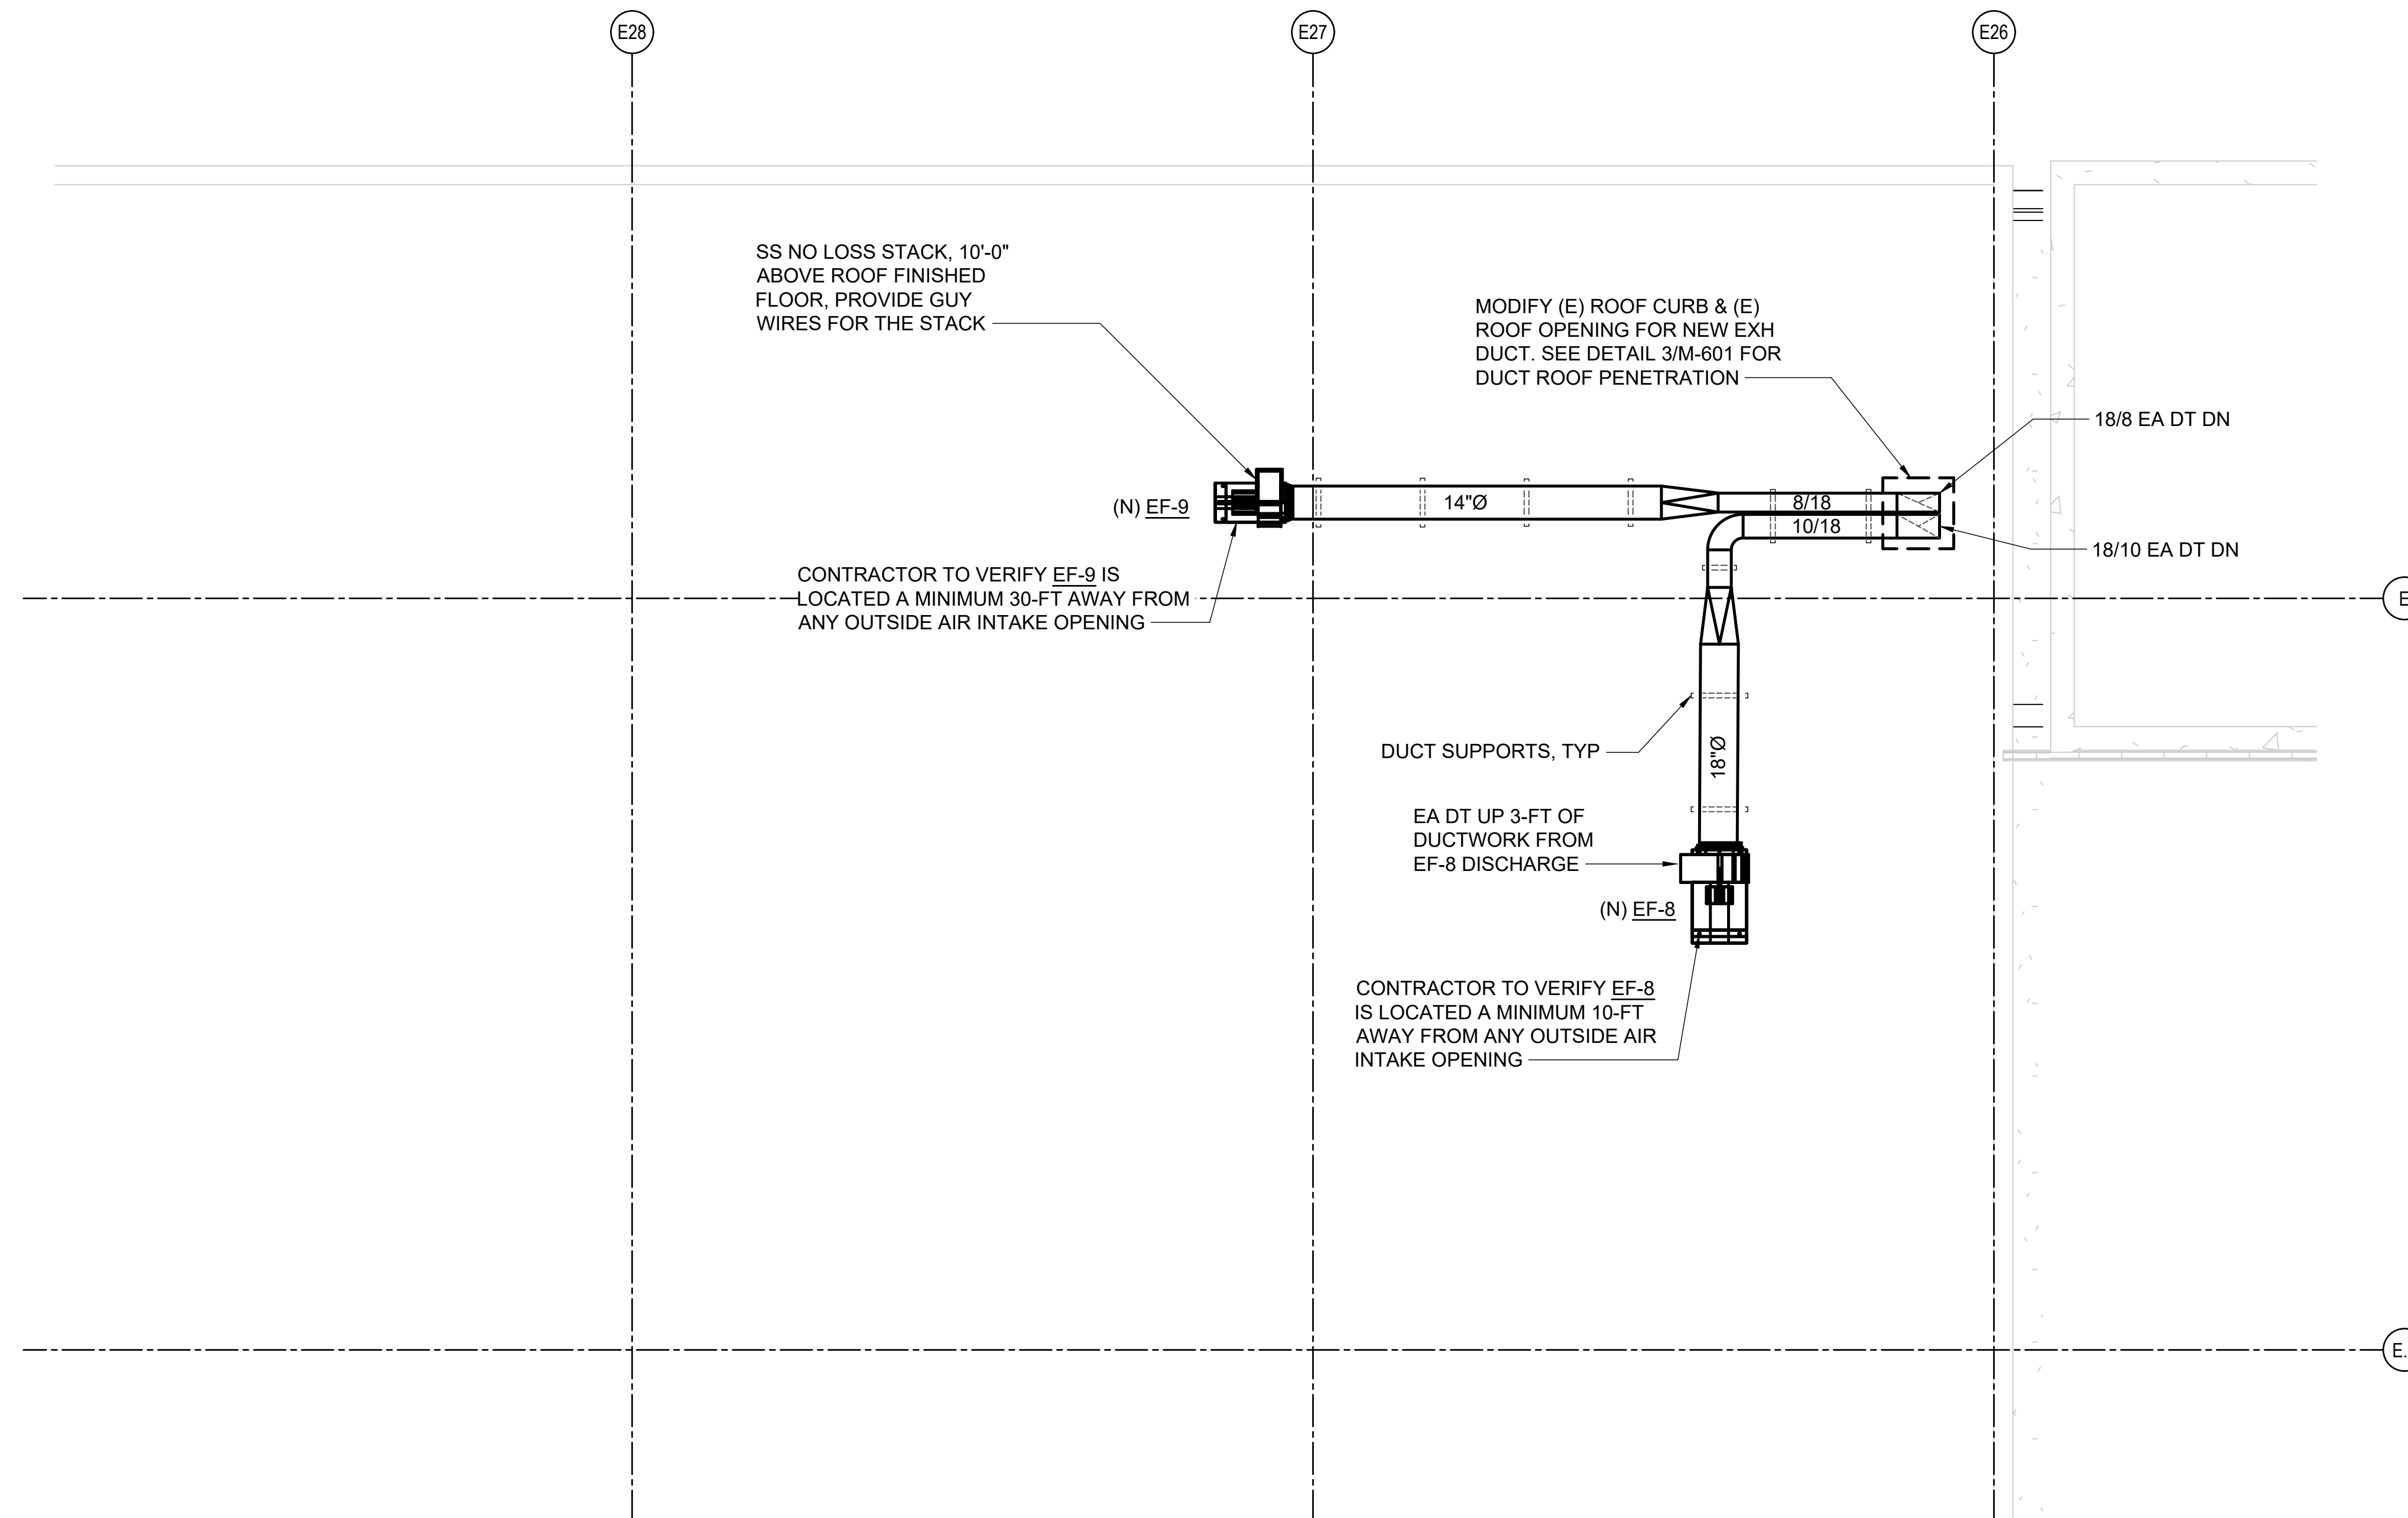 E28
E27
E26
SS NO LOSS STACK, 10'-0"
ABOVE ROOF FINISHED
FLOOR, PROVIDE GUY
WIRES FOR THE STACK
MODIFY (E) ROOF CURB & (E)
ROOF OPENING FOR NEW EXH
DUCT. SEE DETAIL 3/M-601 FOR
DUCT ROOF PENETRATION
18/8 EA DT DN
(N) EF-9
14"Ø
8/18
10/18
18/10 EA DT DN
CONTRACTOR TO VERIFY EF-9 IS
LOCATED A MINIMUM 30-FT AWAY FROM
ANY OUTSIDE AIR INTAKE OPENING
DUCT SUPPORTS, TYP
18"Ø
EA DT UP 3-FT OF
DUCTWORK FROM
EF-8 DISCHARGE
(N) EF-8
CONTRACTOR TO VERIFY EF-8
IS LOCATED A MINIMUM 10-FT
AWAY FROM ANY OUTSIDE AIR
INTAKE OPENING